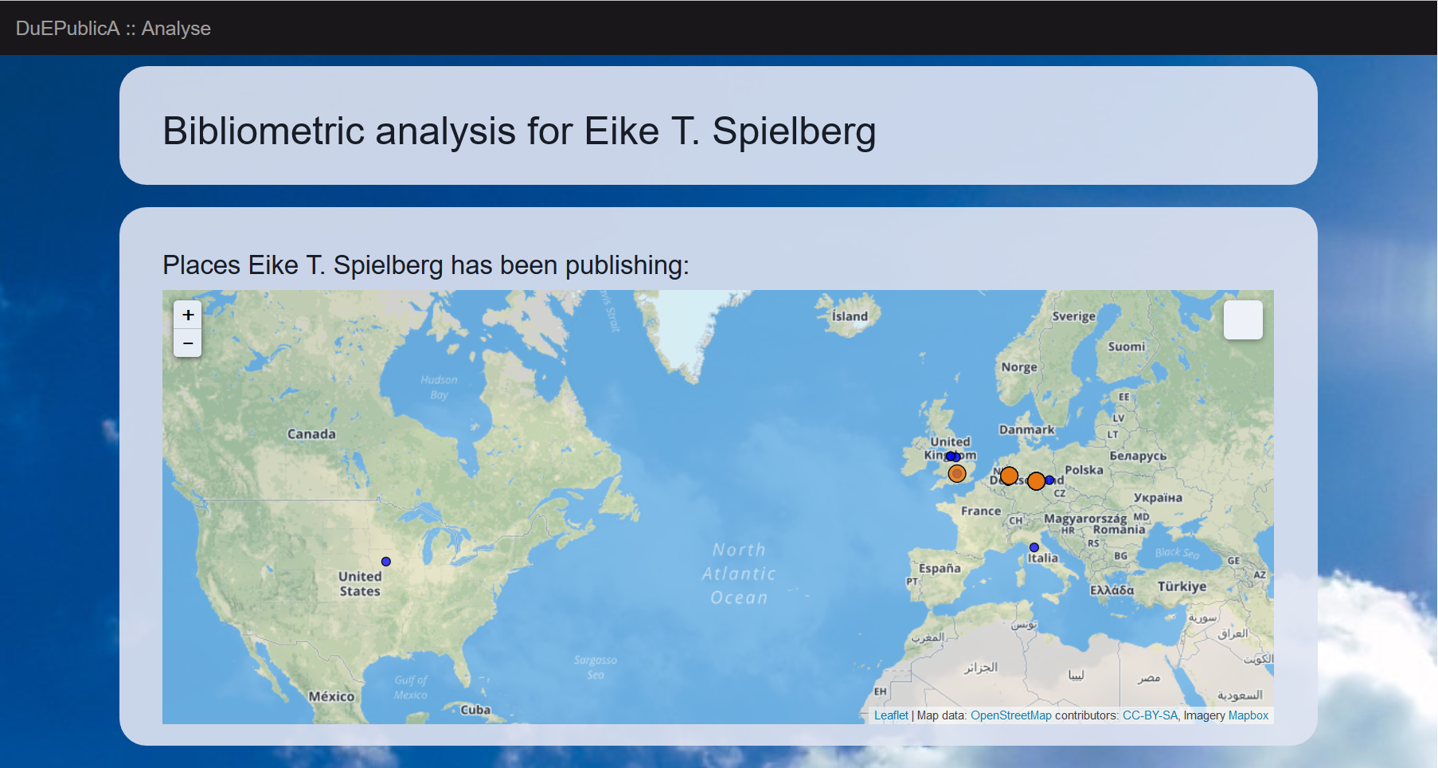 DuEPublicA :: Analyse
Bibliometric analysis for Eike T. Spielberg
Places Eike T. Spielberg has been publishing:
+
−
Ísland
Sverige
Suomi
Norge
Hudson
Bay
EE
LV
LT
Canada
Danmark
United
Kingdom
Беларусь
Polska
CZ
Україна
France
CH
Magyarország
MD
HR
România
RS
North
Atlantic
Ocean
Italia
BG
Black Sea
GE
AZ
España
PT
Ελλάδα
Türkiye
United
States
تونس
سوريا
العراق
المغرب
الكويت
Sargasso
Sea
الجزائر
ليبيا
مصر
Gulf of
Mexico
México
Cuba
EH
السعودية
Leaflet | Map data: OpenStreetMap contributors: CC-BY-SA, Imagery Mapbox